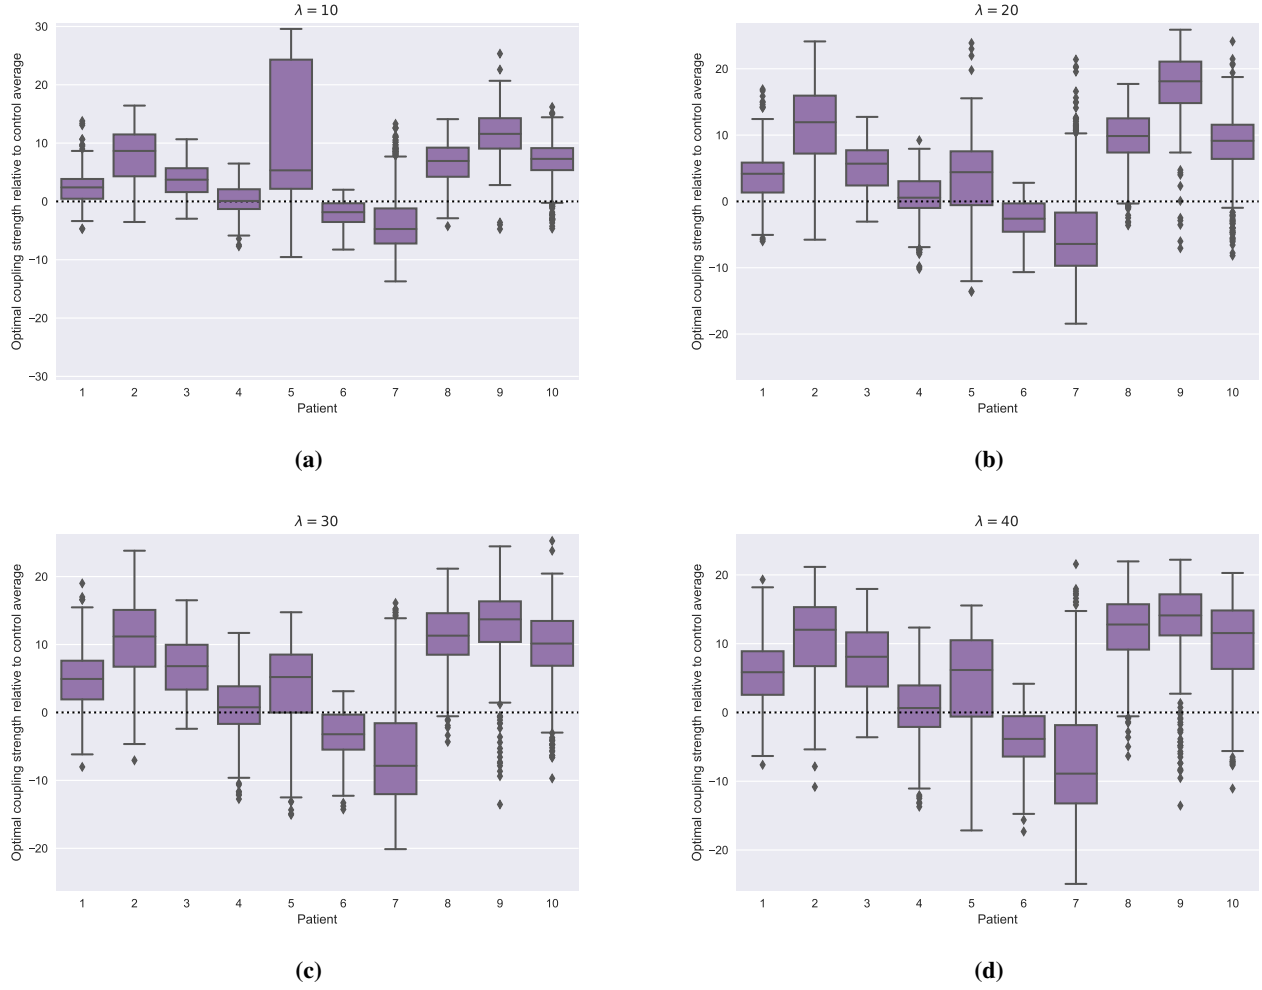 λ = 10
Optimal coupling strength relative to control average
30
20
10
0
−10
−20
−30
1 2 3 4 5 6 7 8 9 10
Patient
(a)
λ = 20
Optimal coupling strength relative to control average
20
10
0
−10
−20
1 2 3 4 5 6 7 8 9 10
Patient
(b)
λ = 30
Optimal coupling strength relative to control average
20
10
0
−10
−20
1 2 3 4 5 6 7 8 9 10
Patient
(c)
λ = 40
Optimal coupling strength relative to control average
20
10
0
−10
−20
1 2 3 4 5 6 7 8 9 10
Patient
(d)